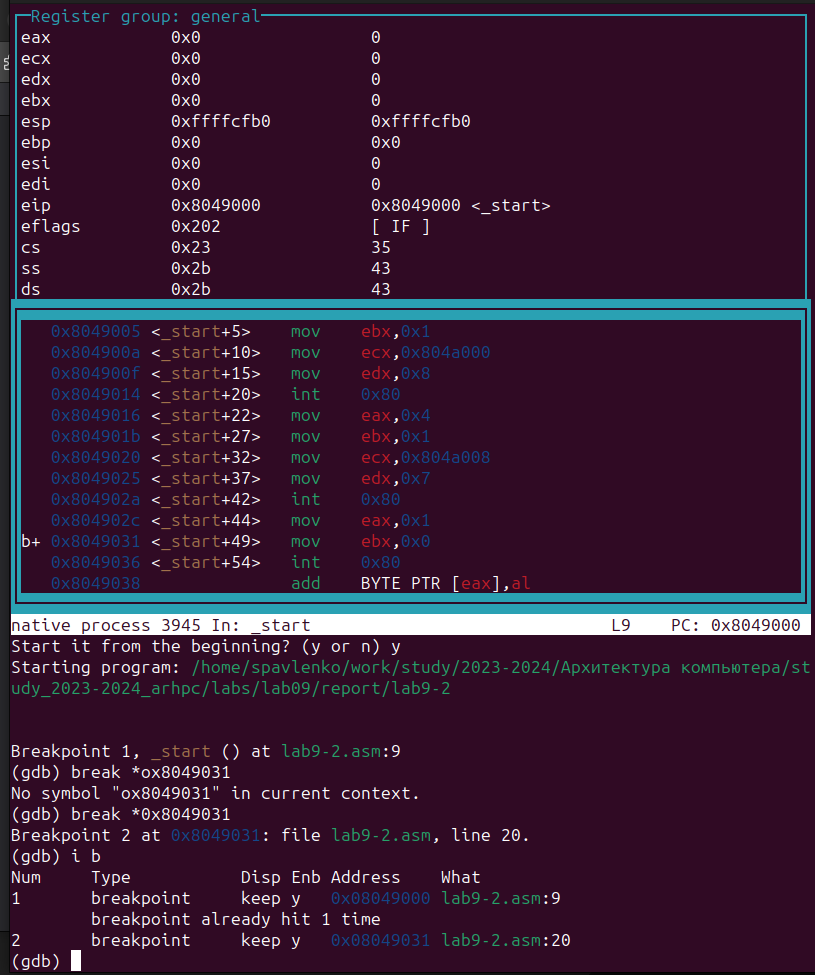 Register group: general
eax 0x0 0
ecx 0x0 0
edx 0x0 0
ebx 0x0 0
esp 0xffffcfb0 0xffffcfb0
ebp 0x0 0x0
esi 0x0 0
edi 0x0 0
eip 0x8049000 0x8049000 <_start>
eflags 0x202 [ IF ]
cs 0x23 35
ss 0x2b 43
ds 0x2b 43
0x8049005 <_start+5> mov ebx,0x1
0x804900a <_start+10> mov ecx,0x804a000
0x804900f <_start+15> mov edx,0x8
0x8049014 <_start+20> int 0x80
0x8049016 <_start+22> mov eax,0x4
0x804901b <_start+27> mov ebx,0x1
0x8049020 <_start+32> mov ecx,0x804a008
0x8049025 <_start+37> mov edx,0x7
0x804902a <_start+42> int 0x80
0x804902c <_start+44> mov eax,0x1
b+ 0x8049031 <_start+49> mov ebx,0x0
0x8049036 <_start+54> int 0x80
0x8049038 add BYTE PTR [eax],al
native process 3945 In: _start L9 PC: 0x8049000
Start it from the beginning? (y or n) y
Starting program: /home/spavlenko/work/study/2023-2024/Архитектура компьютера/st
udy_2023-2024_arhpc/labs/lab09/report/lab9-2
Breakpoint 1, _start () at lab9-2.asm:9
(gdb) break *ox8049031
No symbol "ox8049031" in current context.
(gdb) break *0x8049031
Breakpoint 2 at 0x8049031: file lab9-2.asm, line 20.
(gdb) i b
Num Type Disp Enb Address What
1 breakpoint keep y 0x08049000 lab9-2.asm:9
breakpoint already hit 1 time
2 breakpoint keep y 0x08049031 lab9-2.asm:20
(gdb)